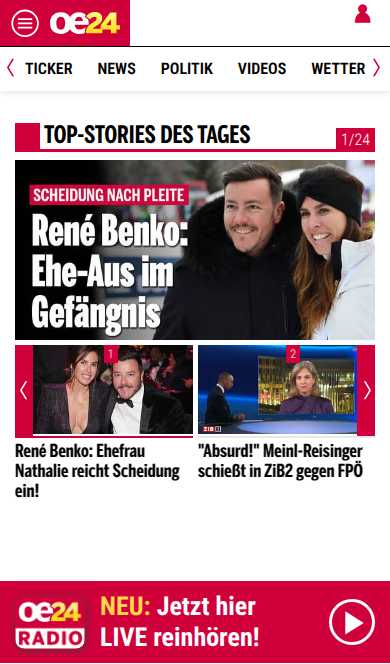 oe24
TICKER NEWS POLITIK VIDEOS WETTER
TOP-STORIES DES TAGES
1/24
SCHEIDUNG NACH PLEITE
René Benko:
Ehe-Aus im
Gefängnis
1
René Benko: Ehefrau
Nathalie reicht Scheidung
ein!
2
ZIB 2
"Absurd!" Meinl-Reisinger
schießt in ZiB2 gegen FPÖ
oe24
RADIO
NEU: Jetzt hier
LIVE reinhören!